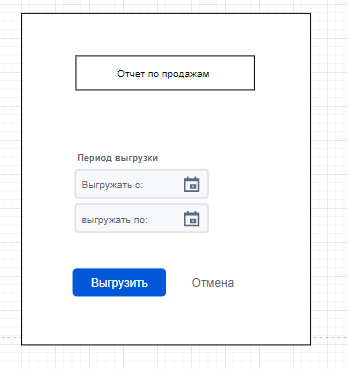 Отчет по продажам
Период выгрузки
Выгружать с:
выгружать по:
Выгрузить
Отмена